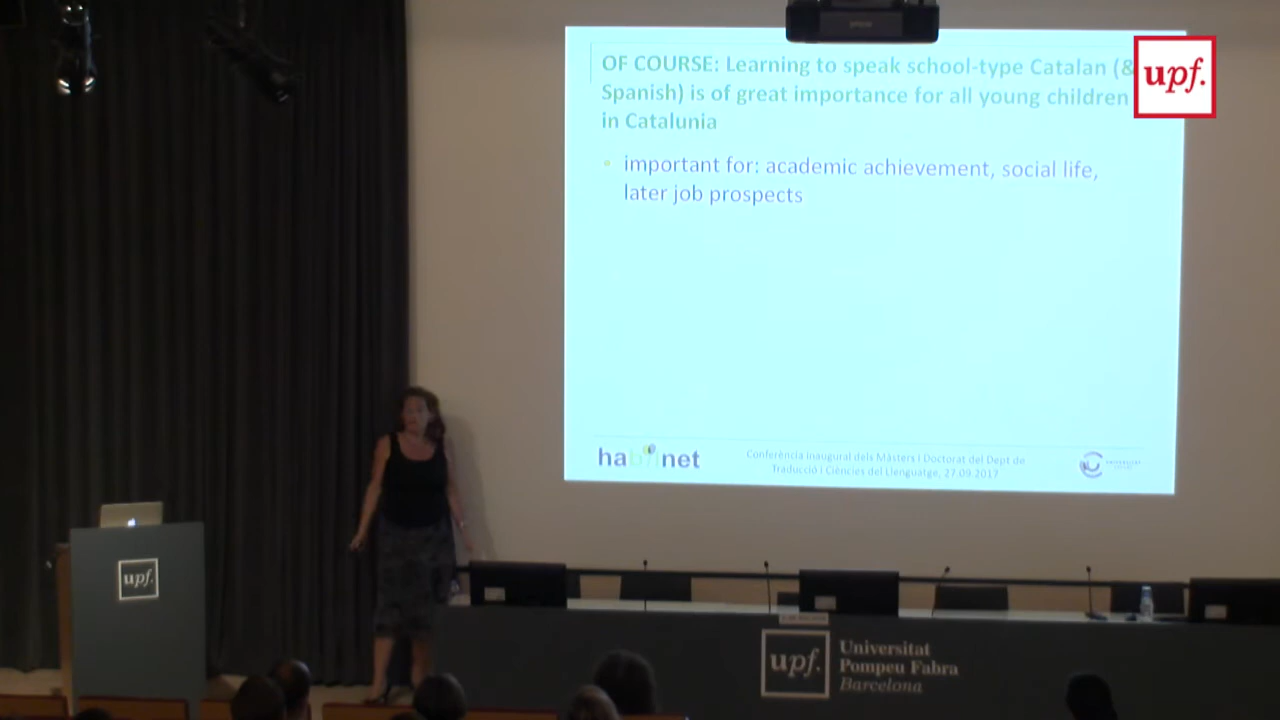 OF COURSE: Learning to speak school-type Catalan (&
Spanish) is of great importance for all young children
in Catalunia
• important for: academic achievement, social life,
later job prospects
habilnet
Conferència inaugural dels Màsters i Doctorat del Dept de
Traducció i Ciències del Llenguatge, 27.09.2017
upf.
upf.
upf.
Universitat
Pompeu Fabra
Barcelona